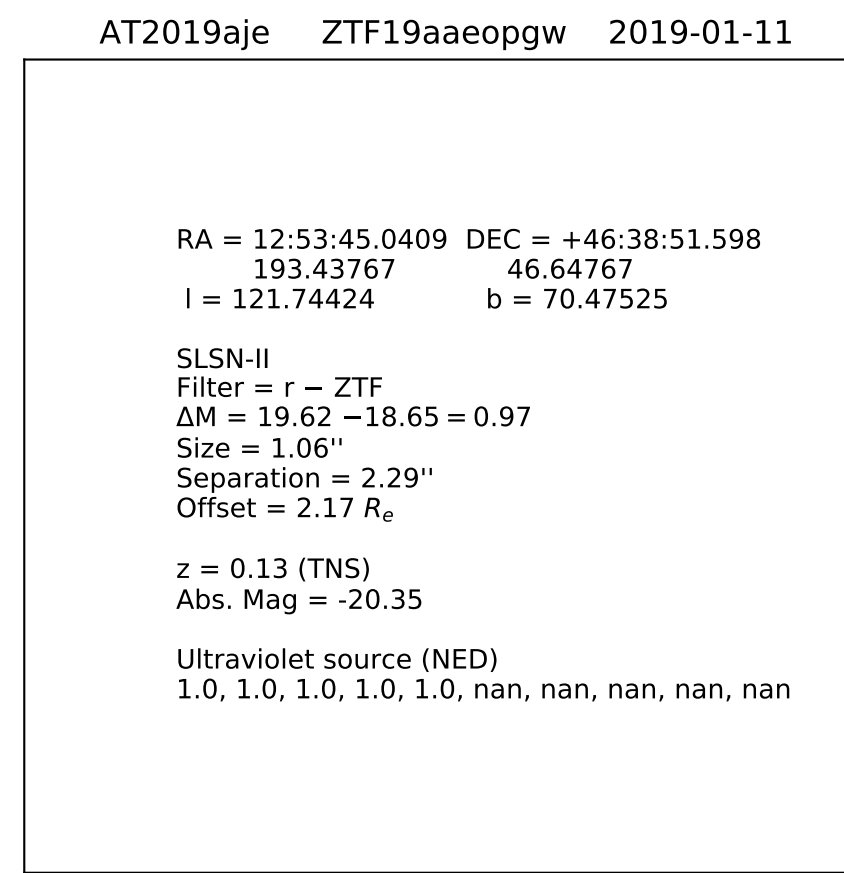 AT2019aje ZTF19aaeopgw 2019-01-11
RA = 12:53:45.0409 DEC = +46:38:51.598
193.43767 46.64767
l = 121.74424 b = 70.47525
SLSN-II
Filter = r − ZTF
ΔM = 19.62 −18.65 = 0.97
Size = 1.06''
Separation = 2.29''
Offset = 2.17 Rₑ
z = 0.13 (TNS)
Abs. Mag = -20.35
Ultraviolet source (NED)
1.0, 1.0, 1.0, 1.0, 1.0, nan, nan, nan, nan, nan